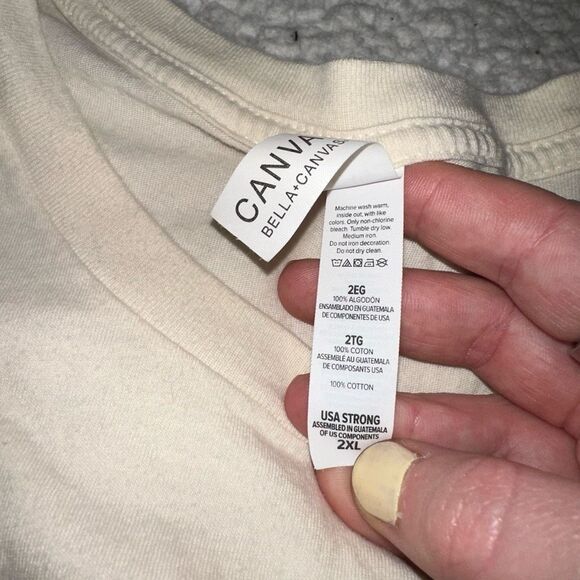 CANVA
BELLA+CANVAS
Machine wash warm,
inside out, with like
colors. Only non-chlorine
bleach. Tumble dry low.
Medium iron.
Do not iron decoration.
Do not dry clean.
2EG
100% ALGODÓN
ENSAMBLADO EN GUATEMALA
DE COMPONENTES DE USA
2TG
100% COTON
ASSEMBLÉ AU GUATEMALA
DE COMPOSANTS USA
100% COTTON
USA STRONG
ASSEMBLED IN GUATEMALA
OF US COMPONENTS
2XL